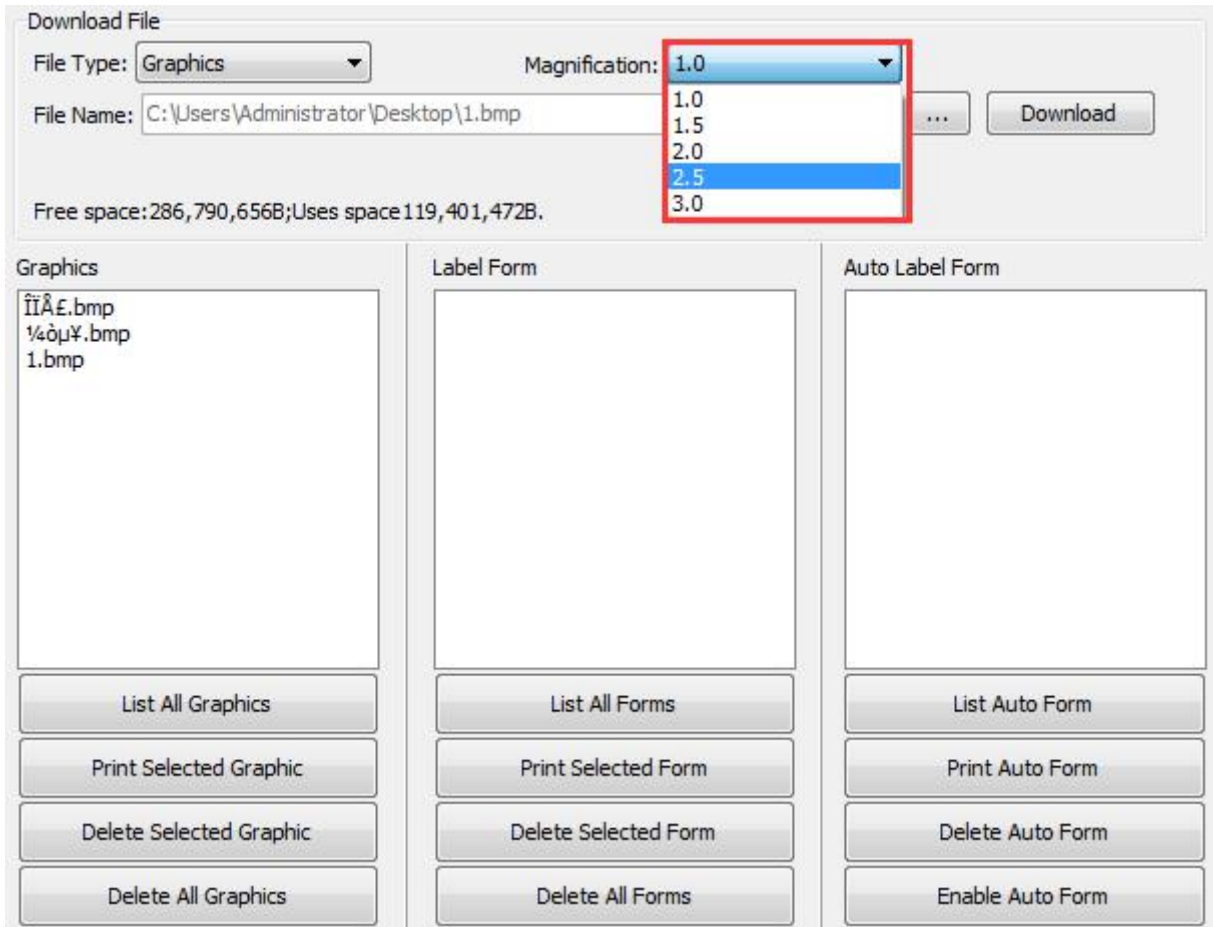 Download File
File Type: Graphics Magnification: 1.0
1.0
File Name: C:\Users\Administrator\Desktop\1.bmp ... Download
1.5
2.0
2.5
3.0
Free space:286,790,656B;Uses space119,401,472B.
Graphics Label Form Auto Label Form
ÎÏÅ£.bmp
¼òµ¥.bmp
1.bmp
List All Graphics List All Forms List Auto Form
Print Selected Graphic Print Selected Form Print Auto Form
Delete Selected Graphic Delete Selected Form Delete Auto Form
Delete All Graphics Delete All Forms Enable Auto Form